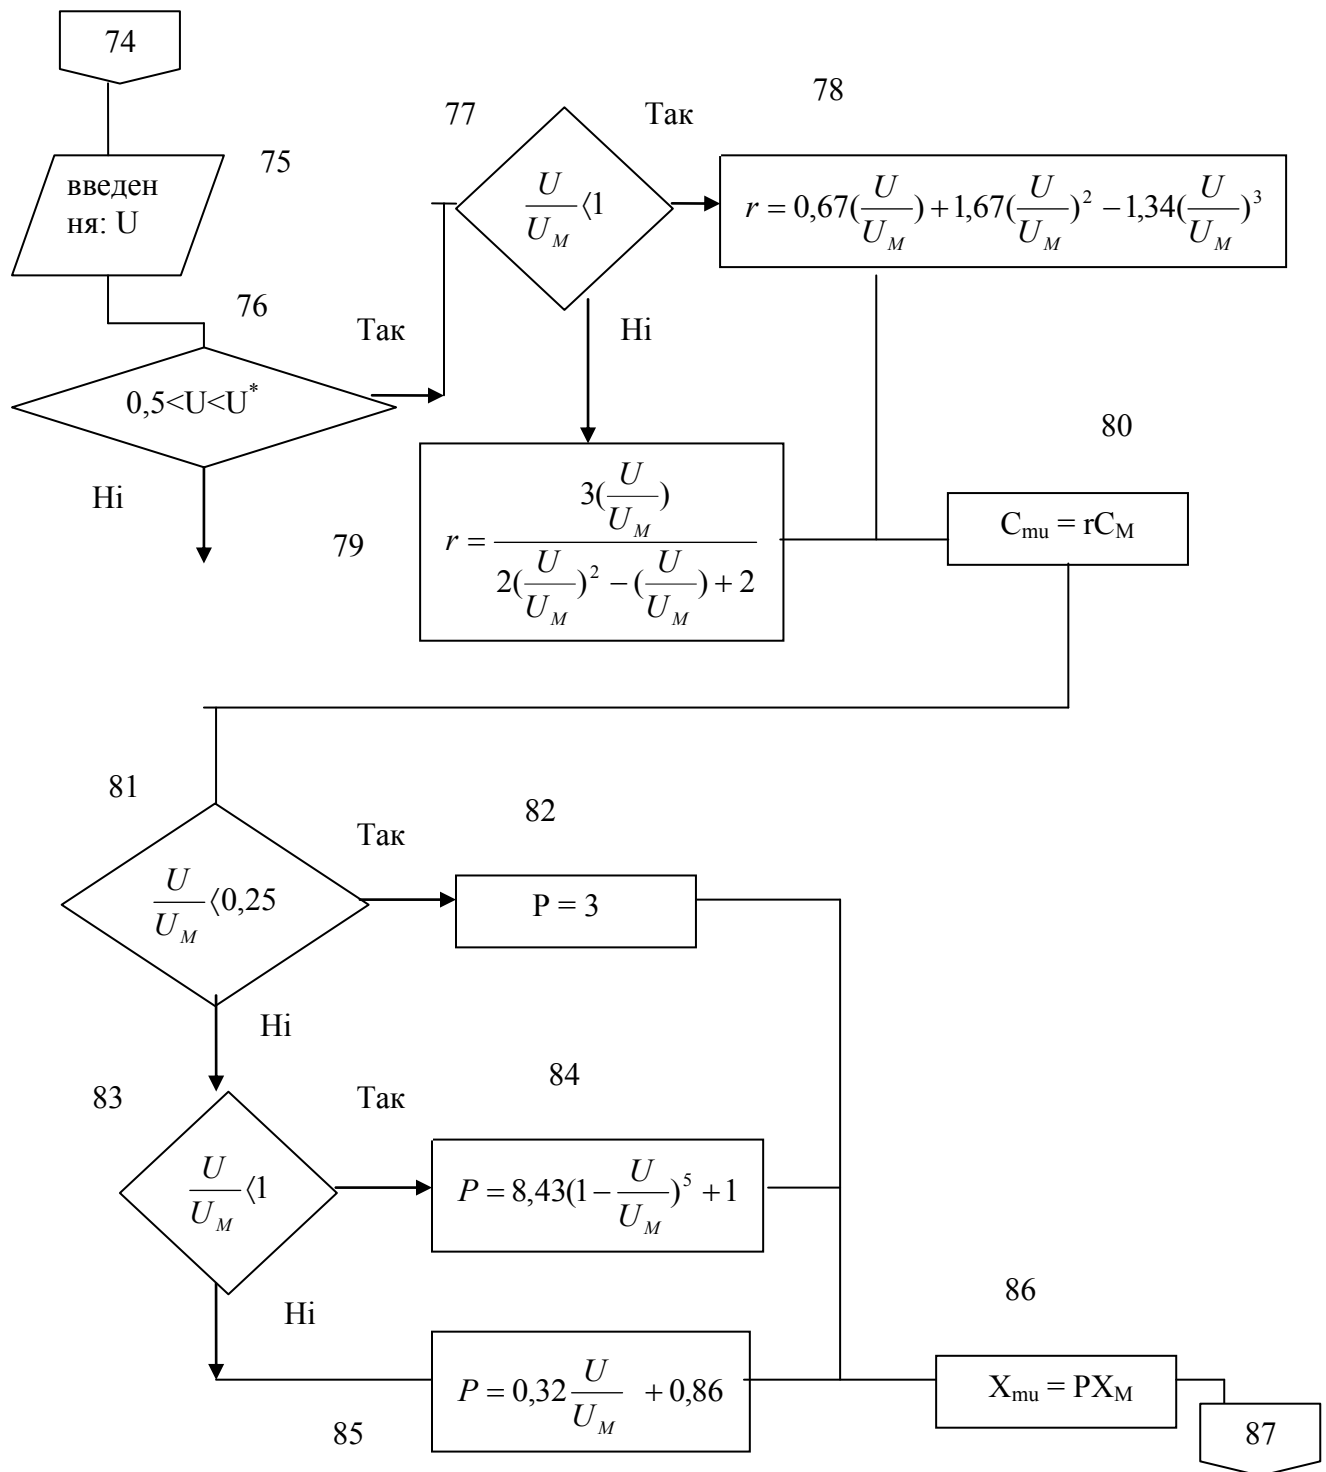 74
75
введен
ня: U
76
0,5<U<U*
Так
Ні
77
U/U_M ⟨1
Так
Ні
78
r = 0,67(U/U_M) + 1,67(U/U_M)² − 1,34(U/U_M)³
79
r = 3(U/U_M) / 2(U/U_M)² − (U/U_M) + 2
80
C_mu = rC_M
81
U/U_M ⟨0,25
Так
Ні
82
P = 3
83
U/U_M ⟨1
Так
Ні
84
P = 8,43(1 − U/U_M)⁵ + 1
85
P = 0,32 U/U_M + 0,86
86
X_mu = PX_M
87